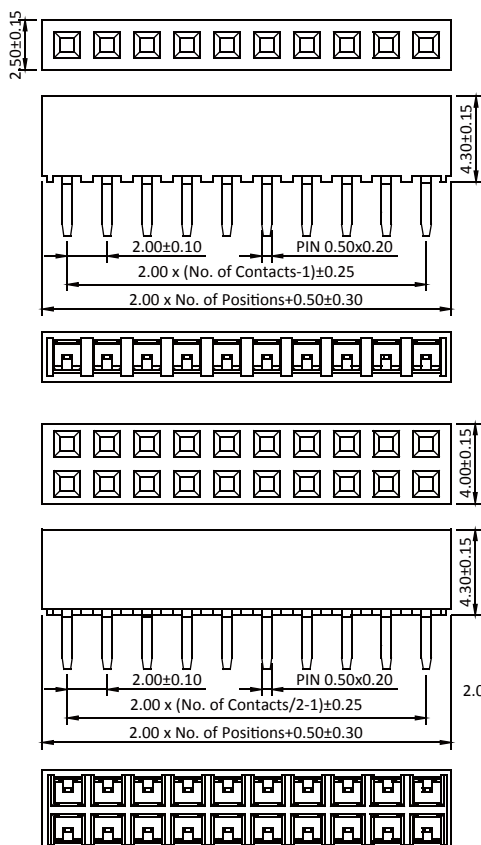 2.50±0.15
4.30±0.15
2.00±0.10
PIN 0.50x0.20
2.00 x (No. of Contacts-1)±0.25
2.00 x No. of Positions+0.50±0.30
4.00±0.15
4.30±0.15
2.00±0.10
PIN 0.50x0.20
2.0
2.00 x (No. of Contacts/2-1)±0.25
2.00 x No. of Positions+0.50±0.30